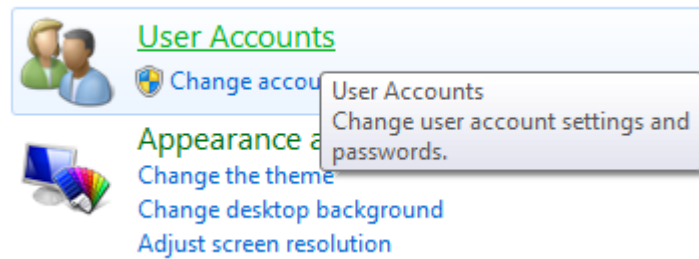 User Accounts
Change accou
User Accounts
Change user account settings and
passwords.
Appearance a
Change the theme
Change desktop background
Adjust screen resolution